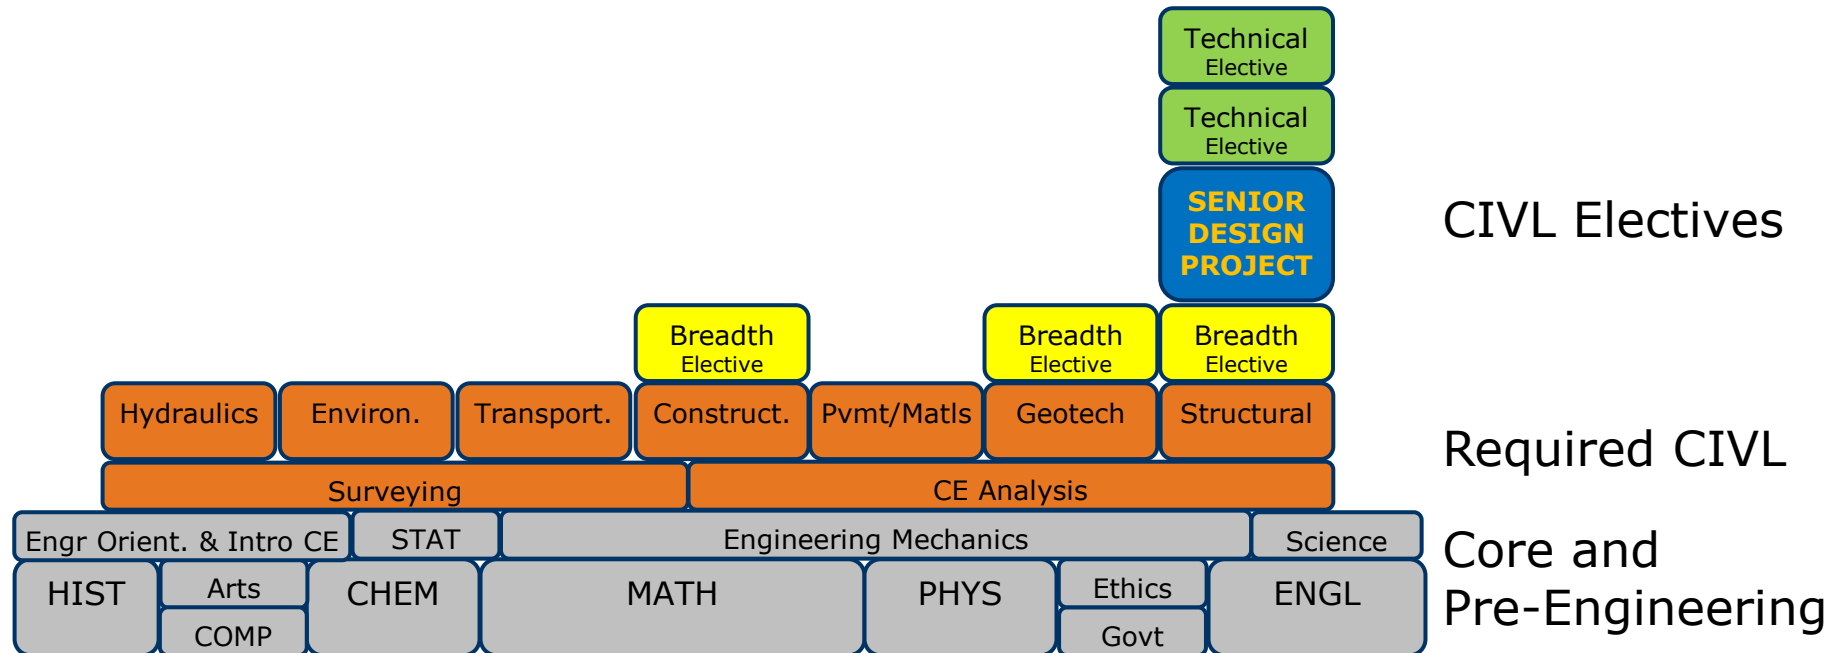 Technical
Elective
Technical
Elective
SENIOR
DESIGN
PROJECT
CIVL Electives
Breadth
Elective
Breadth
Elective
Breadth
Elective
Hydraulics
Environ.
Transport.
Construct.
Pvmt/Matls
Geotech
Structural
Required CIVL
Surveying
CE Analysis
Engr Orient. & Intro CE
STAT
Engineering Mechanics
Science
Core and
Pre-Engineering
HIST
Arts
COMP
CHEM
MATH
PHYS
Ethics
Govt
ENGL